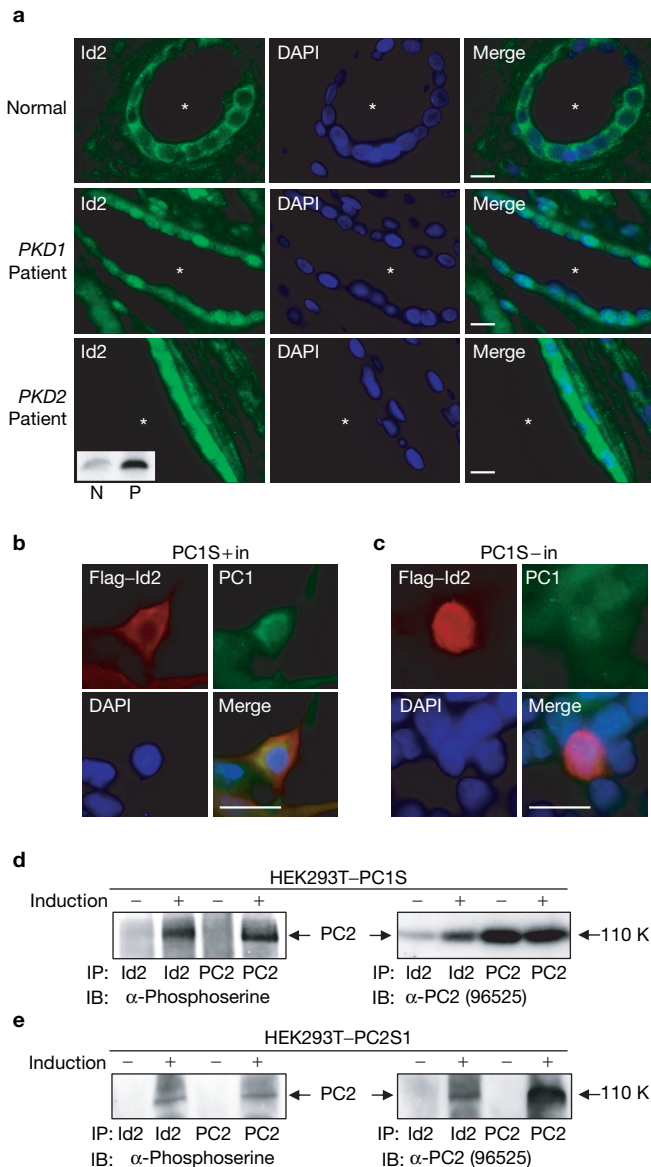 a
Id2 DAPI Merge
Normal
* * *
Id2 DAPI Merge
PKD1
Patient
* * *
Id2 DAPI Merge
PKD2
Patient
* * *
N P
b
PC1S+in
Flag–Id2 PC1
DAPI Merge
c
PC1S–in
Flag–Id2 PC1
DAPI Merge
d
HEK293T–PC1S
Induction – + – + – + – +
PC2 110 K
IP: Id2 Id2 PC2 PC2 IP: Id2 Id2 PC2 PC2
IB: α-Phosphoserine IB: α-PC2 (96525)
e
HEK293T–PC2S1
Induction – + – + – + – +
PC2 110 K
IP: Id2 Id2 PC2 PC2 IP: Id2 Id2 PC2 PC2
IB: α-Phosphoserine IB: α-PC2 (96525)